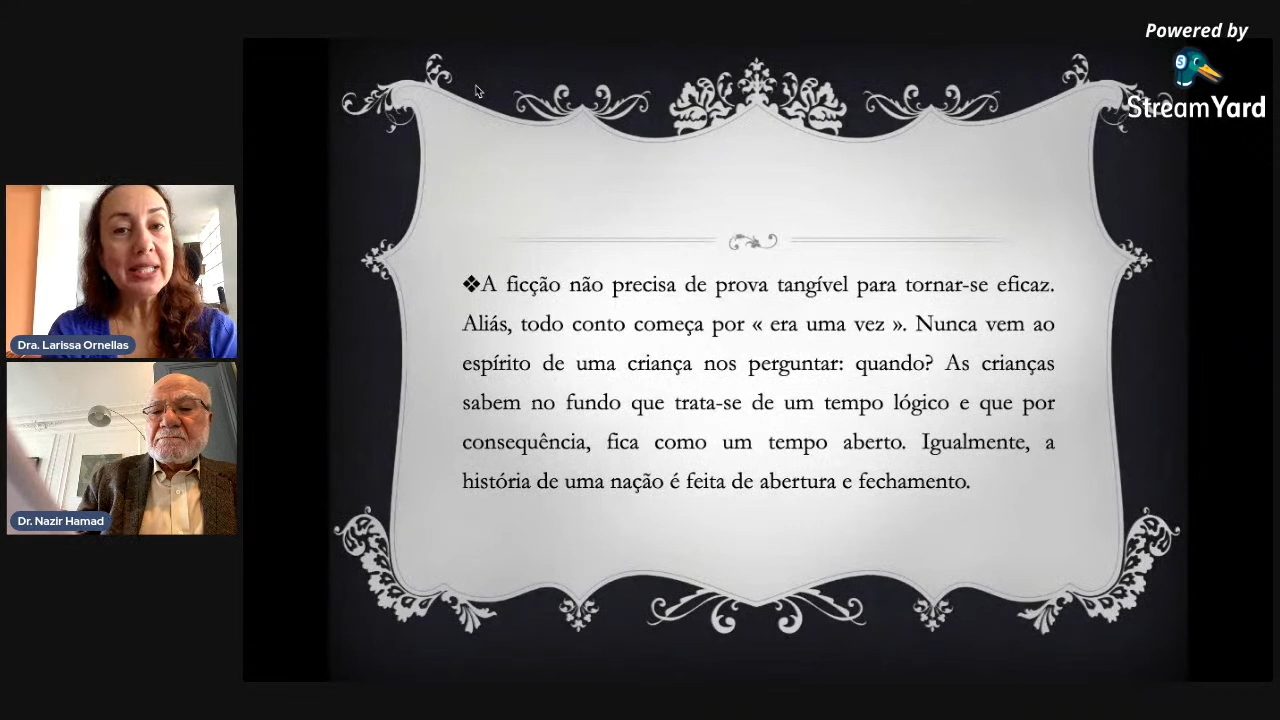 Powered by
StreamYard
❖A ficção não precisa de prova tangível para tornar-se eficaz.
Aliás, todo conto começa por « era uma vez ». Nunca vem ao
espírito de uma criança nos perguntar: quando? As crianças
sabem no fundo que trata-se de um tempo lógico e que por
consequência, fica como um tempo aberto. Igualmente, a
história de uma nação é feita de abertura e fechamento.
Dra. Larissa Ornellas
Dr. Nazir Hamad